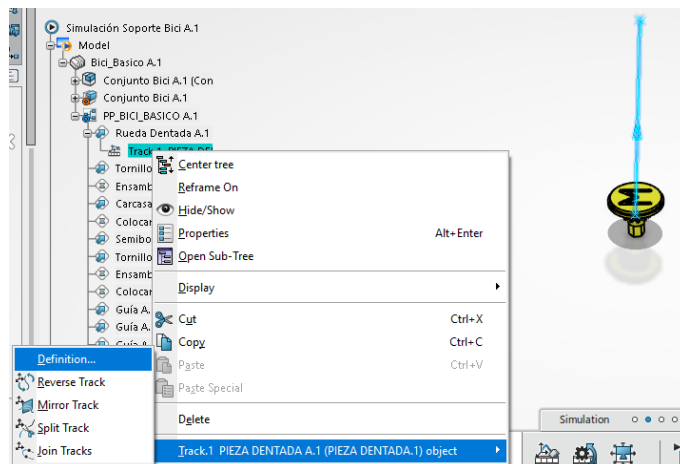 Simulación Soporte Bici A.1
Model
Bici_Basico A.1
Conjunto Bici A.1 (Con
Conjunto Bici A.1
PP_BICI_BASICO A.1
Rueda Dentada A.1
Track.1 PIEZA DE
Tornillo
Ensamb
Carcasa
Colocar
Semibo
Tornillo
Ensamb
Colocar
Guía A.
Guía A.
Guía A.
Center tree
Reframe On
Hide/Show
Properties Alt+Enter
Open Sub-Tree
Display
Cut Ctrl+X
Copy Ctrl+C
Paste Ctrl+V
Paste Special
Delete
Track.1 PIEZA DENTADA A.1 (PIEZA DENTADA.1) object
Definition...
Reverse Track
Mirror Track
Split Track
Join Tracks
Simulation